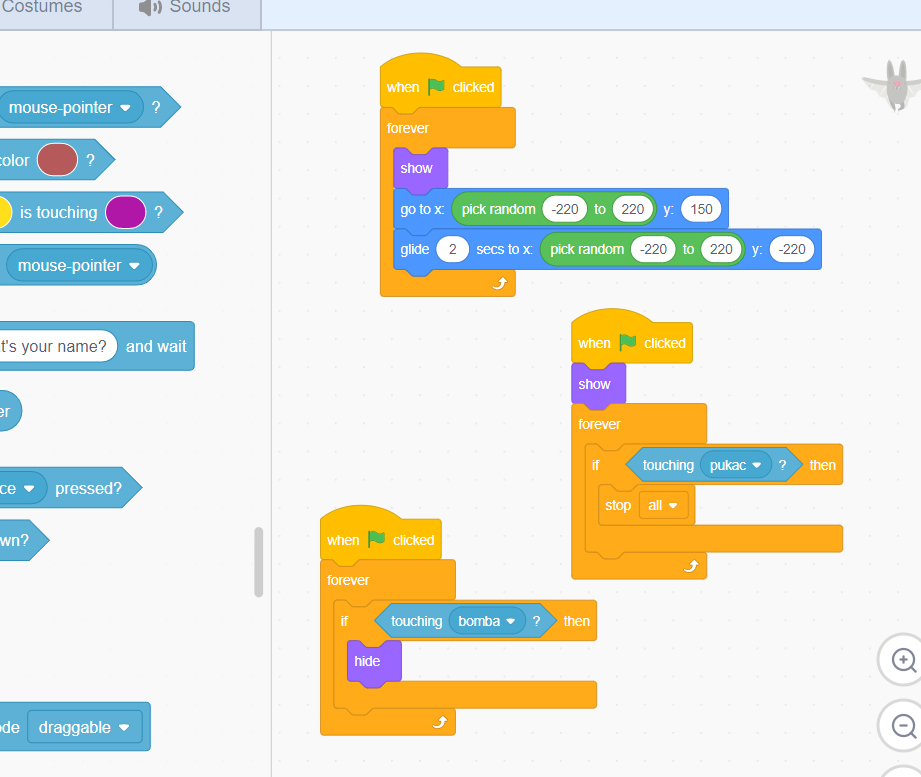 Costumes
Sounds
mouse-pointer ?
color ?
is touching ?
mouse-pointer
t's your name? and wait
er
ce pressed?
wn?
de draggable
when clicked
forever
show
go to x: pick random -220 to 220 y: 150
glide 2 secs to x: pick random -220 to 220 y: -220
when clicked
show
forever
if touching pukac ? then
stop all
when clicked
forever
if touching bomba ? then
hide